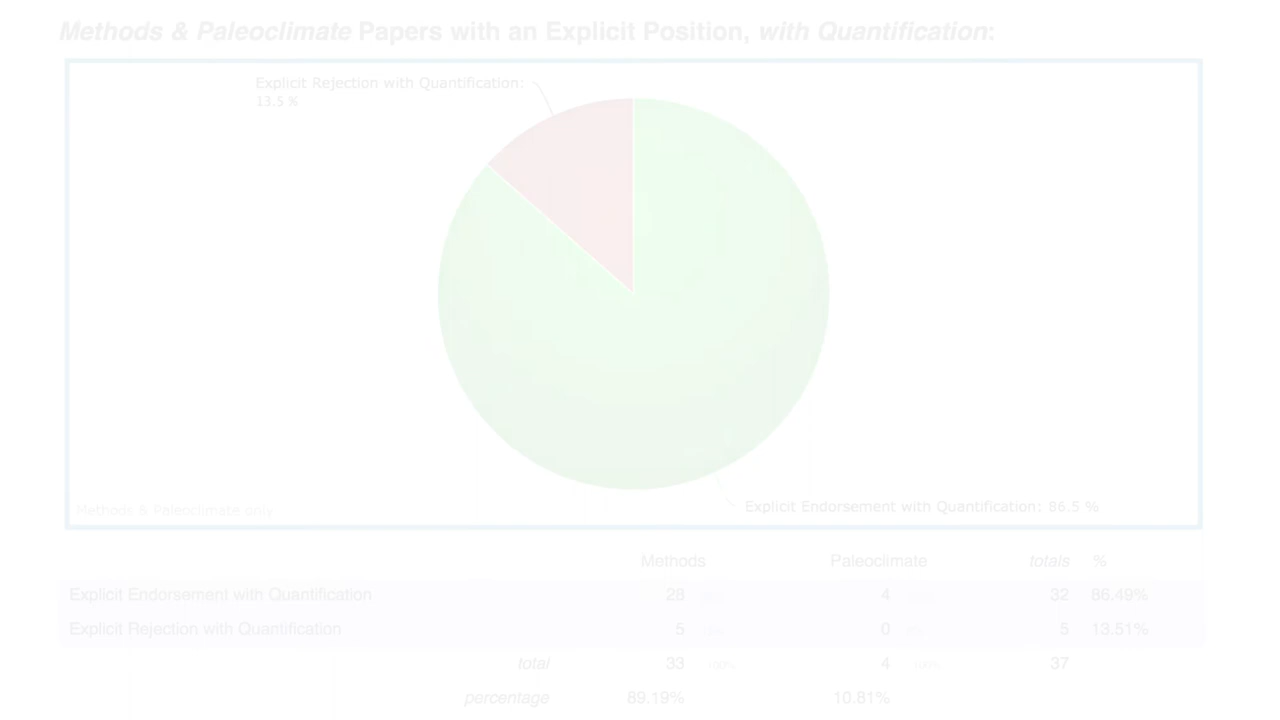 Methods & Paleoclimate Papers with an Explicit Position, with Quantification:
Explicit Rejection with Quantification:
13.5 %
Explicit Endorsement with Quantification: 86.5 %
Methods & Paleoclimate only
Methods Paleoclimate totals %
Explicit Endorsement with Quantification 28 4 32 86.49%
Explicit Rejection with Quantification 5 0 5 13.51%
total 33 100% 4 100% 37
percentage 89.19% 10.81%